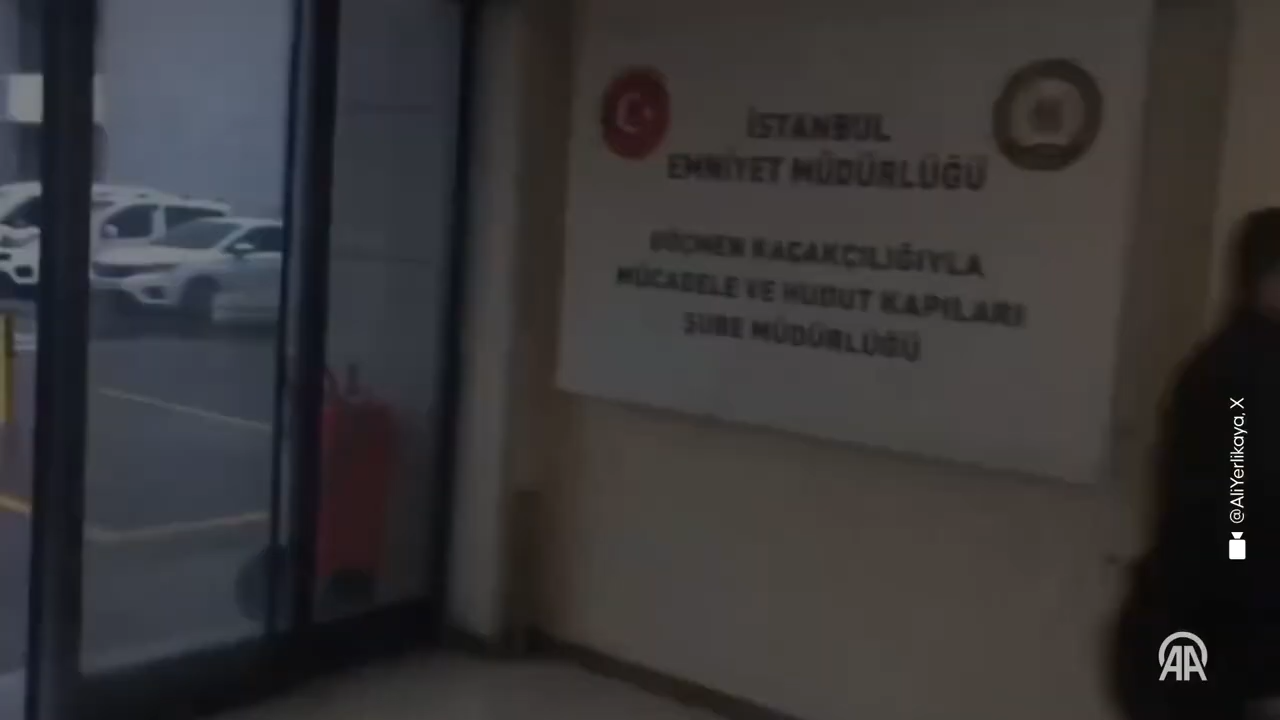 İSTANBUL
EMNİYET MÜDÜRLÜĞÜ
GÖÇMEN KAÇAKÇILIĞIYLA
MÜCADELE VE HUDUT KAPILARI
ŞUBE MÜDÜRLÜĞÜ
@AliYerlikaya, X
AA